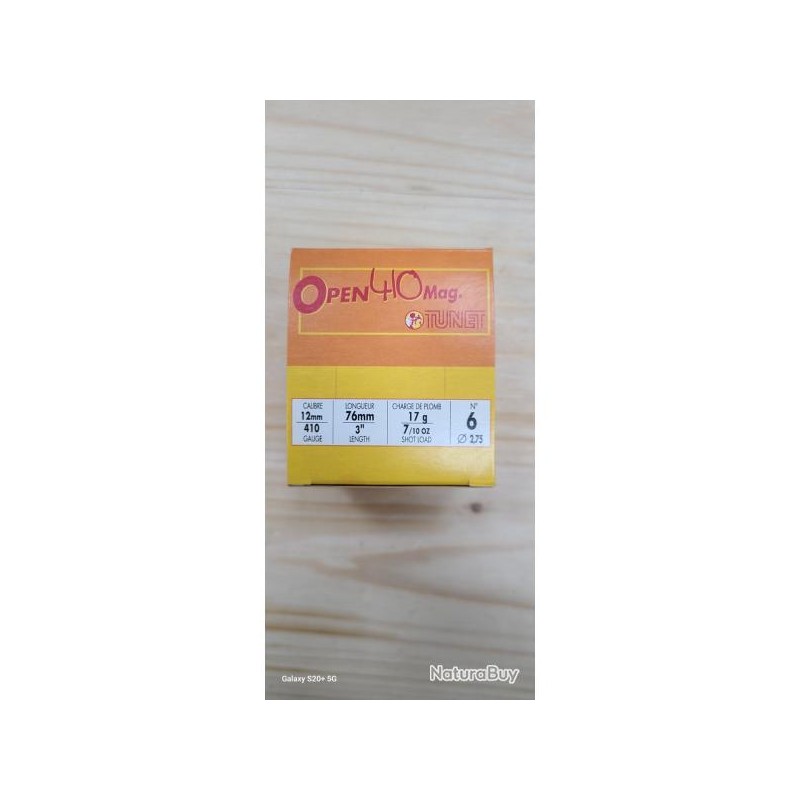 OPEN 410 MAG.
TUNET
CALIBRE LONGUEUR CHARGE DE PLOMB N°
12mm 76mm 17 g 6
410 3" 7/10 OZ Ø 2,75
GAUGE LENGTH SHOT LOAD
Galaxy S20+ 5G
NaturaBuy